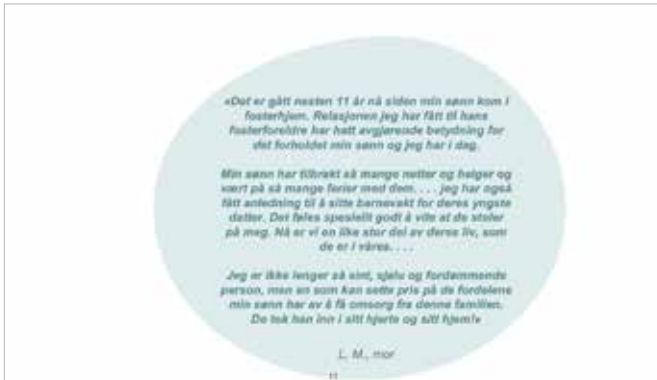 «Det er gått nesten 11 år nå siden min sønn kom i
fosterhjem. Relasjonen jeg har fått til hans
fosterforeldre har hatt avgjørende betydning for
det forholdet min sønn og jeg har i dag.
Min sønn har tilbrakt så mange netter og helger og
vært på så mange ferier med dem. . . . jeg har også
fått anledning til å sitte barnevakt for deres yngste
datter. Det føles spesielt godt å vite at de stoler
på meg. Nå er vi en like stor del av deres liv, som
de er i våres. . . .
Jeg er ikke lenger så sint, sjalu og fordømmende
person, men en som kan sette pris på de fordelene
min sønn har av å få omsorg fra denne familien.
De tok han inn i sitt hjerte og sitt hjem!»
L. M., mor